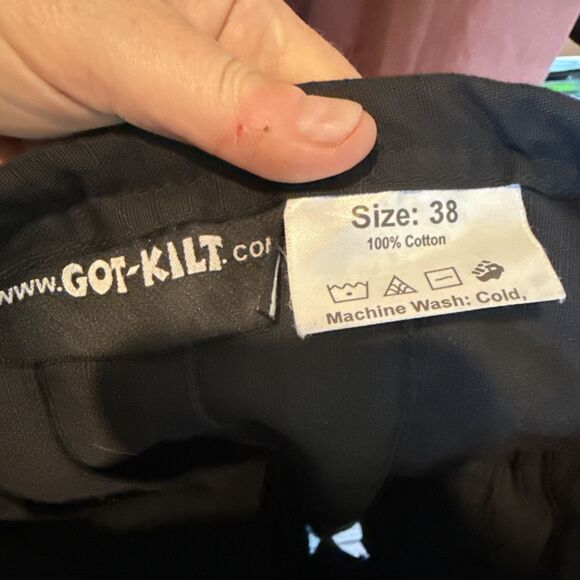 www.GOT-KILT.co
Size: 38
100% Cotton
Machine Wash: Cold,